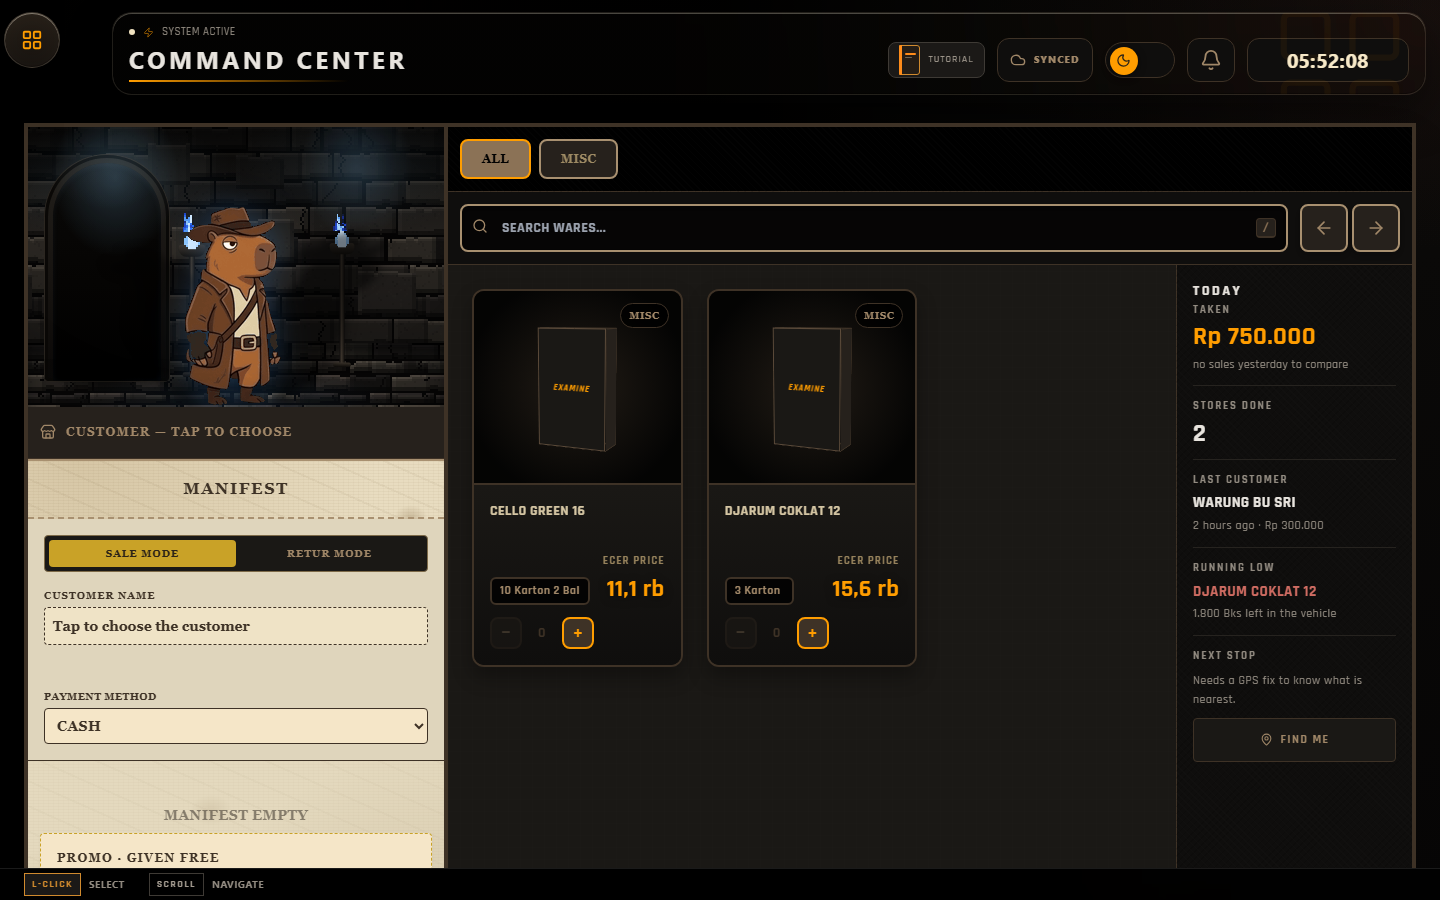 SYSTEM ACTIVE
COMMAND CENTER
TUTORIAL
SYNCED
05:52:08
ALL
MISC
SEARCH WARES...
/
CUSTOMER — TAP TO CHOOSE
MANIFEST
SALE MODE
RETUR MODE
CUSTOMER NAME
Tap to choose the customer
PAYMENT METHOD
CASH
MANIFEST EMPTY
PROMO · GIVEN FREE
MISC
EXAMINE
CELLO GREEN 16
ECER PRICE
10 Karton 2 Bal
11,1 rb
− 0 +
MISC
EXAMINE
DJARUM COKLAT 12
ECER PRICE
3 Karton
15,6 rb
− 0 +
TODAY
TAKEN
Rp 750.000
no sales yesterday to compare
STORES DONE
2
LAST CUSTOMER
WARUNG BU SRI
2 hours ago · Rp 300.000
RUNNING LOW
DJARUM COKLAT 12
1.800 Bks left in the vehicle
NEXT STOP
Needs a GPS fix to know what is
nearest.
FIND ME
L-CLICK
SELECT
SCROLL
NAVIGATE